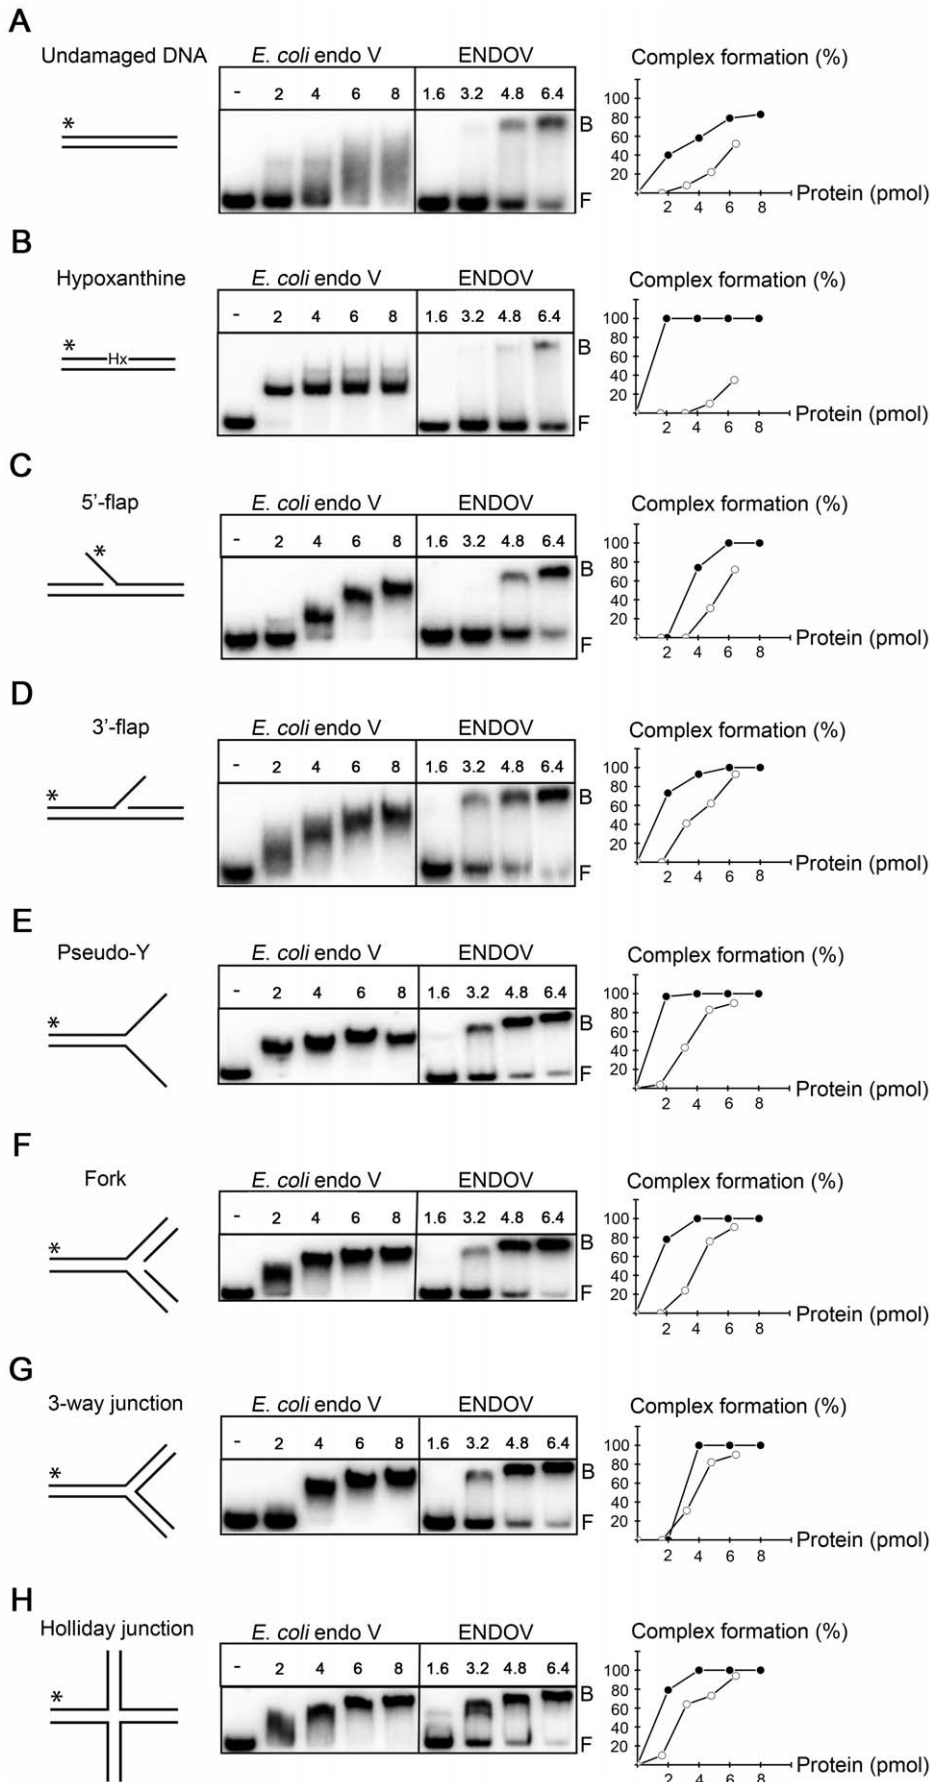 A
Undamaged DNA
E. coli endo V ENDOV
Complex formation (%)
- 2 4 6 8 1.6 3.2 4.8 6.4
*
B
F
100
80
60
40
20
2 4 6 8
Protein (pmol)
B
Hypoxanthine
E. coli endo V ENDOV
Complex formation (%)
- 2 4 6 8 1.6 3.2 4.8 6.4
*
Hx
B
F
100
80
60
40
20
2 4 6 8
Protein (pmol)
C
5’-flap
E. coli endo V ENDOV
Complex formation (%)
- 2 4 6 8 1.6 3.2 4.8 6.4
*
B
F
100
80
60
40
20
2 4 6 8
Protein (pmol)
D
3’-flap
E. coli endo V ENDOV
Complex formation (%)
- 2 4 6 8 1.6 3.2 4.8 6.4
*
B
F
100
80
60
40
20
2 4 6 8
Protein (pmol)
E
Pseudo-Y
E. coli endo V ENDOV
Complex formation (%)
- 2 4 6 8 1.6 3.2 4.8 6.4
*
B
F
100
80
60
40
20
2 4 6 8
Protein (pmol)
F
Fork
E. coli endo V ENDOV
Complex formation (%)
- 2 4 6 8 1.6 3.2 4.8 6.4
*
B
F
100
80
60
40
20
2 4 6 8
Protein (pmol)
G
3-way junction
E. coli endo V ENDOV
Complex formation (%)
- 2 4 6 8 1.6 3.2 4.8 6.4
*
B
F
100
80
60
40
20
2 4 6 8
Protein (pmol)
H
Holliday junction
E. coli endo V ENDOV
Complex formation (%)
- 2 4 6 8 1.6 3.2 4.8 6.4
*
B
F
100
80
60
40
20
2 4 6 8
Protein (pmol)